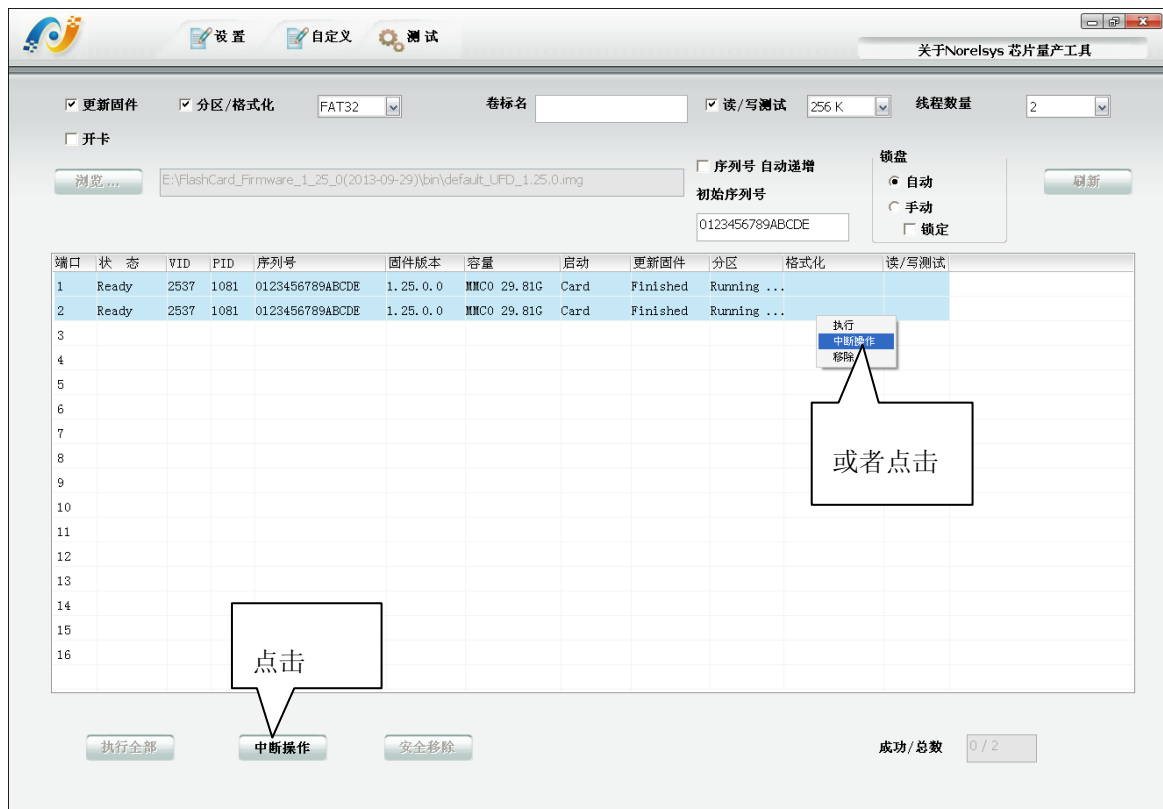 设 置 自定义 测 试
关于Norelsys 芯片量产工具
更新固件 分区/格式化 FAT32 卷标名 读/写测试 256 K 线程数量 2
开卡
浏览 ... E:\FlashCard_Firmware_1_25_0(2013-09-29)\bin\default_UFD_1.25.0.img
序列号 自动递增
初始序列号
0123456789ABCDE
锁盘
自动
手动
锁定
刷新
端口 状 态 VID PID 序列号 固件版本 容量 启动 更新固件 分区 格式化 读/写测试
1 Ready 2537 1081 0123456789ABCDE 1.25.0.0 MMC0 29.81G Card Finished Running ...
2 Ready 2537 1081 0123456789ABCDE 1.25.0.0 MMC0 29.81G Card Finished Running ...
3
4
5
6
7
8
9
10
11
12
13
14
15
16
执行
中断操作
移除
或者点击
点击
执行全部 中断操作 安全移除 成功/总数 0 / 2